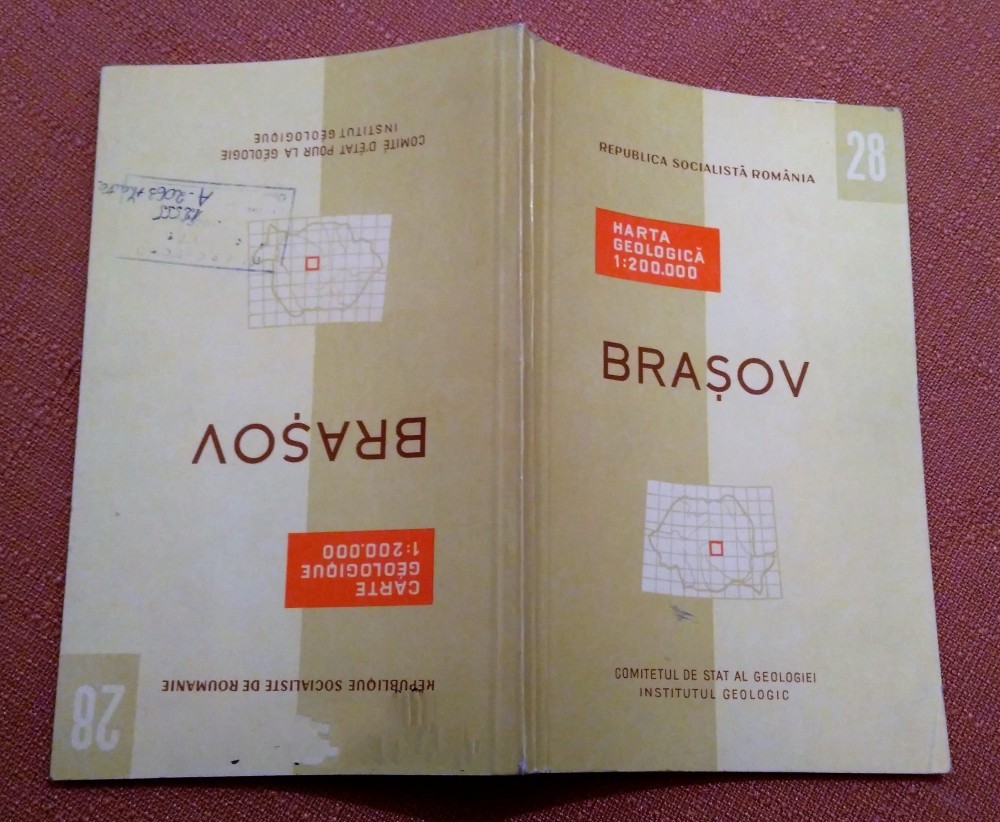 28
REPUBLICA SOCIALISTĂ ROMÂNIA
HARTA
GEOLOGICĂ
1:200.000
BRAȘOV
COMITETUL DE STAT AL GEOLOGIEI
INSTITUTUL GEOLOGIC
28
RÉPUBLIQUE SOCIALISTE DE ROUMANIE
CARTE
GÉOLOGIQUE
1:200.000
BRAȘOV
COMITÉ D'ÉTAT POUR LA GÉOLOGIE
INSTITUT GÉOLOGIQUE
A-2063